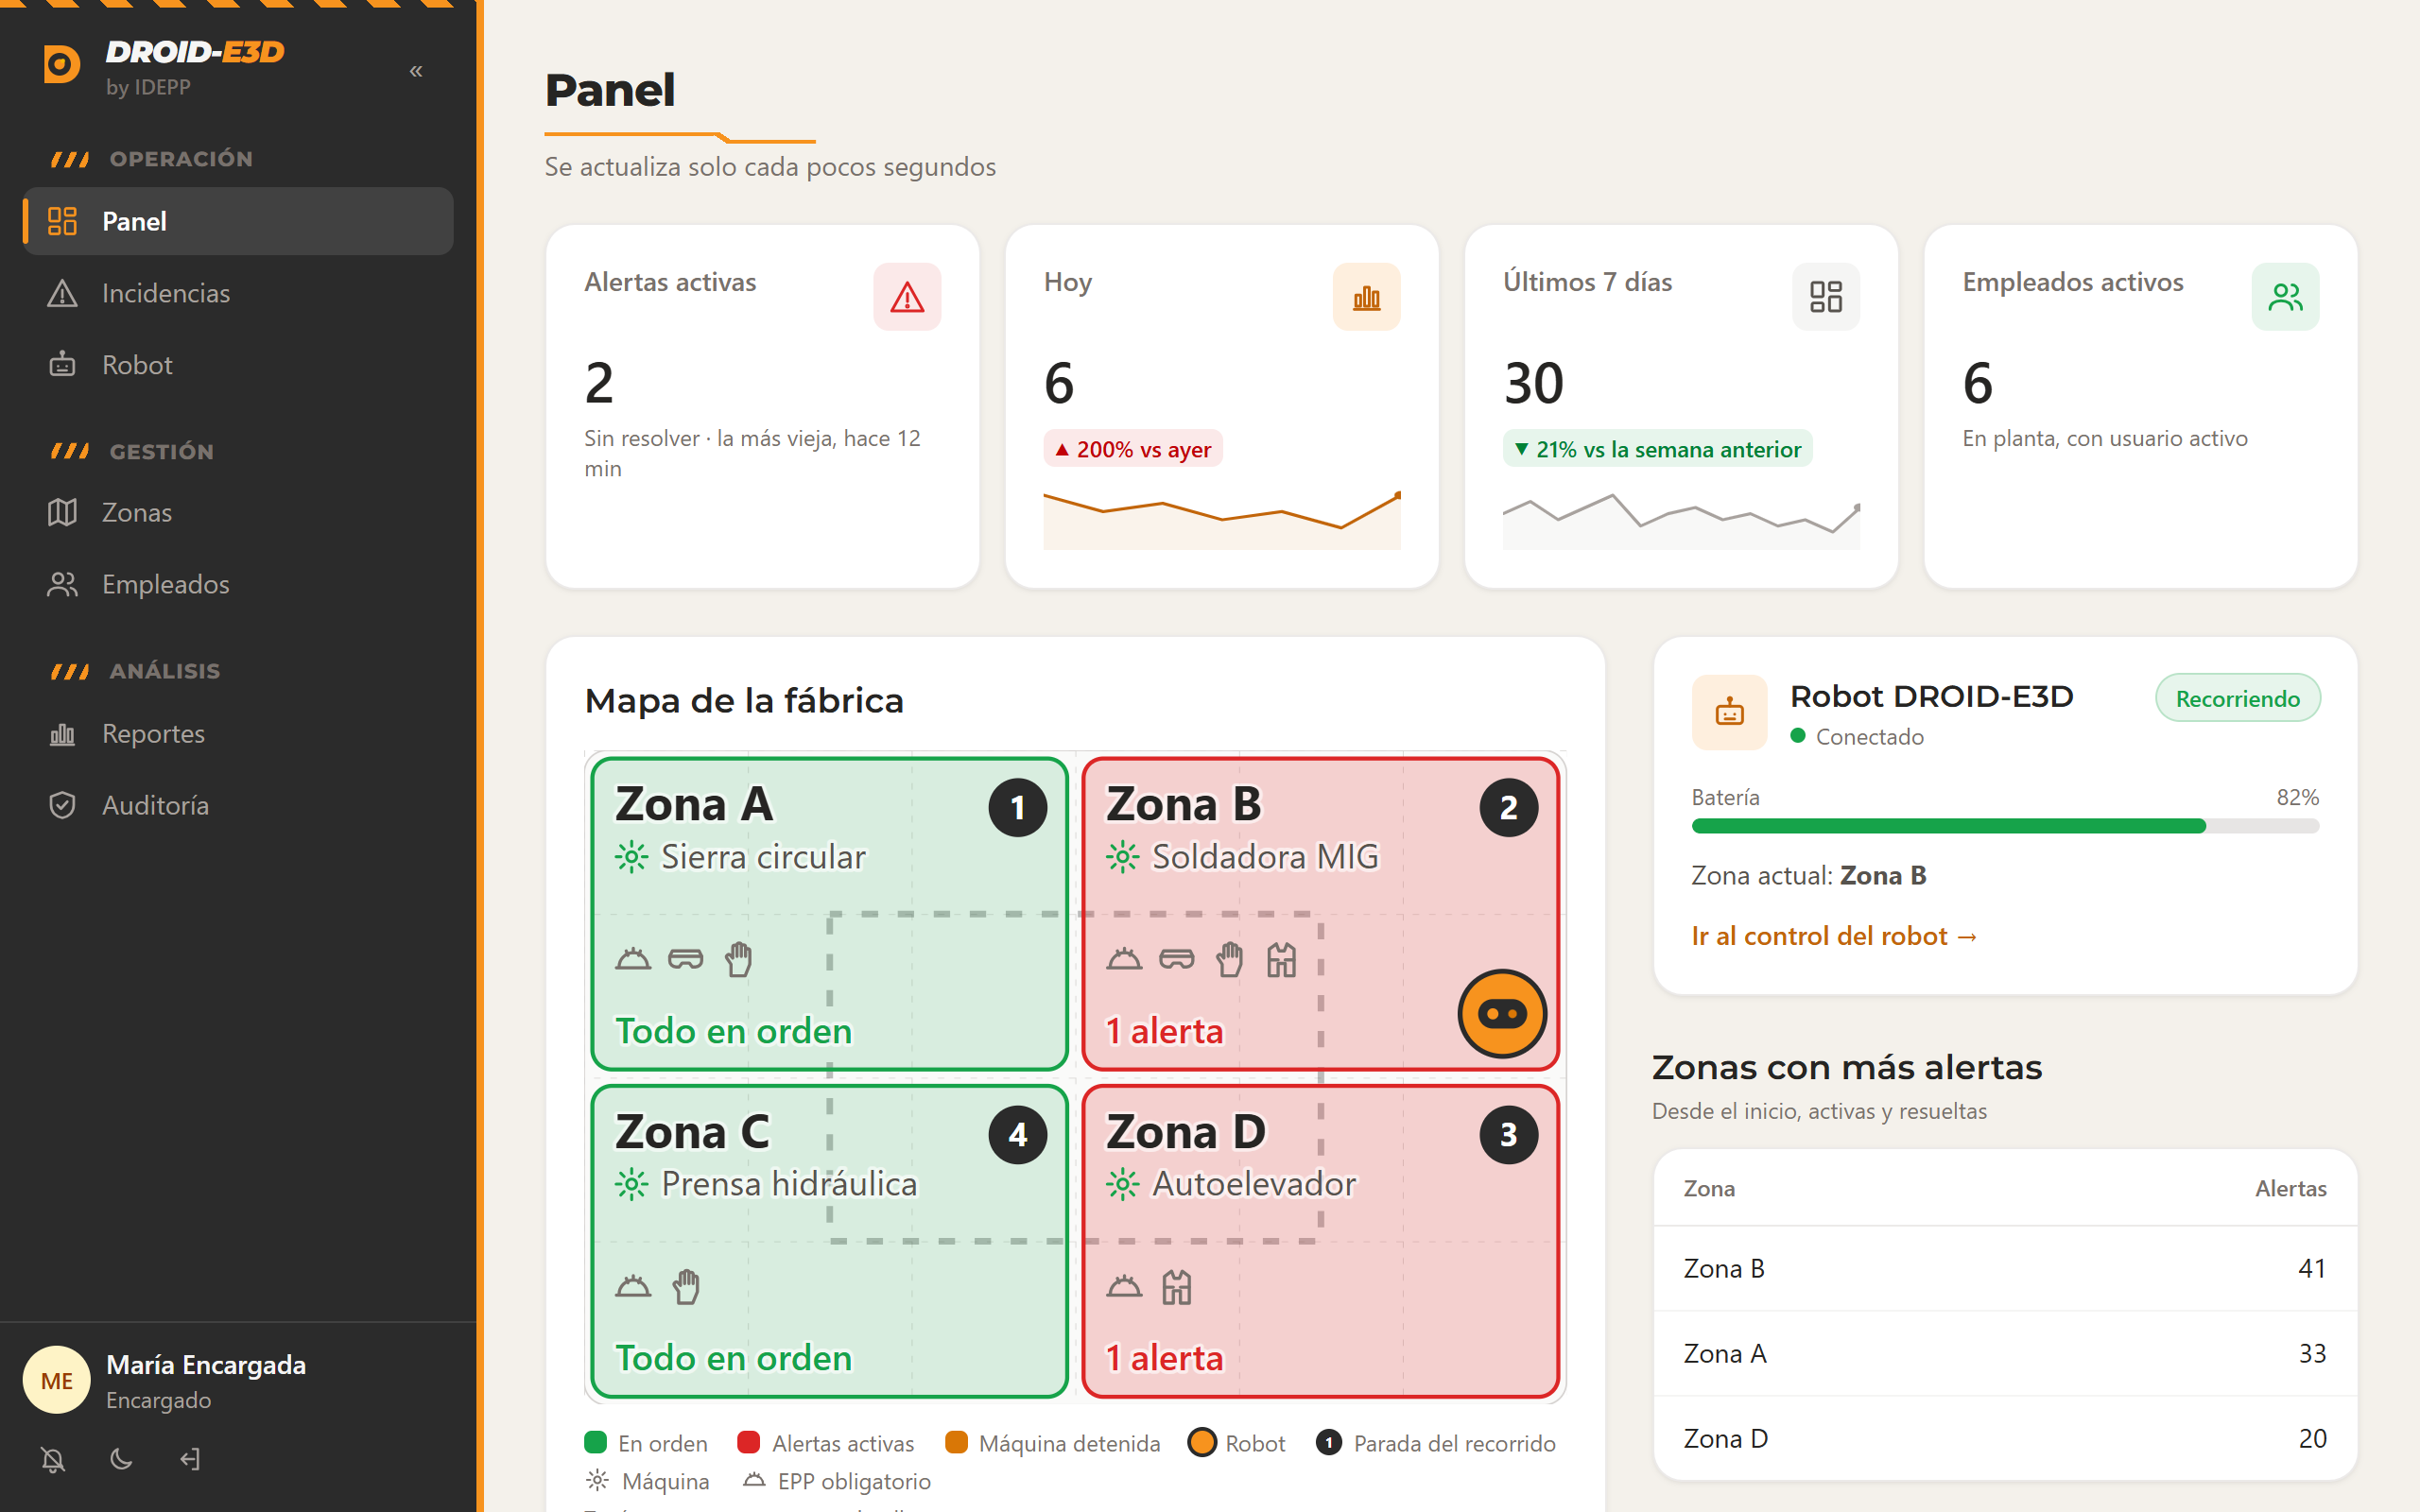 DROID-E3D
by IDEPP
«
OPERACIÓN
Panel
Incidencias
Robot
GESTIÓN
Zonas
Empleados
ANÁLISIS
Reportes
Auditoría
ME
María Encargada
Encargado
Panel
Se actualiza solo cada pocos segundos
Alertas activas
2
Sin resolver · la más vieja, hace 12
min
Hoy
6
▲ 200% vs ayer
Últimos 7 días
30
▼ 21% vs la semana anterior
Empleados activos
6
En planta, con usuario activo
Mapa de la fábrica
Zona A
1
Sierra circular
Todo en orden
Zona B
2
Soldadora MIG
1 alerta
Zona C
4
Prensa hidráulica
Todo en orden
Zona D
3
Autoelevador
1 alerta
En orden
Alertas activas
Máquina detenida
Robot
1 Parada del recorrido
Máquina
EPP obligatorio
Robot DROID-E3D
Conectado
Recorriendo
Batería
82%
Zona actual: Zona B
Ir al control del robot →
Zonas con más alertas
Desde el inicio, activas y resueltas
Zona Alertas
Zona B 41
Zona A 33
Zona D 20